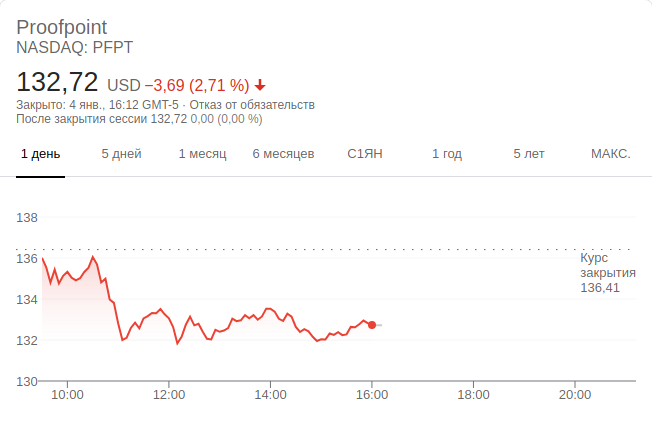 Proofpoint
NASDAQ: PFPT
132,72 USD −3,69 (2,71 %)
Закрыто: 4 янв., 16:12 GMT-5 · Отказ от обязательств
После закрытия сессии 132,72 0,00 (0,00 %)
1 день 5 дней 1 месяц 6 месяцев С1ЯН 1 год 5 лет МАКС.
138
136
Курс
закрытия
136,41
134
132
130
10:00 12:00 14:00 16:00 18:00 20:00